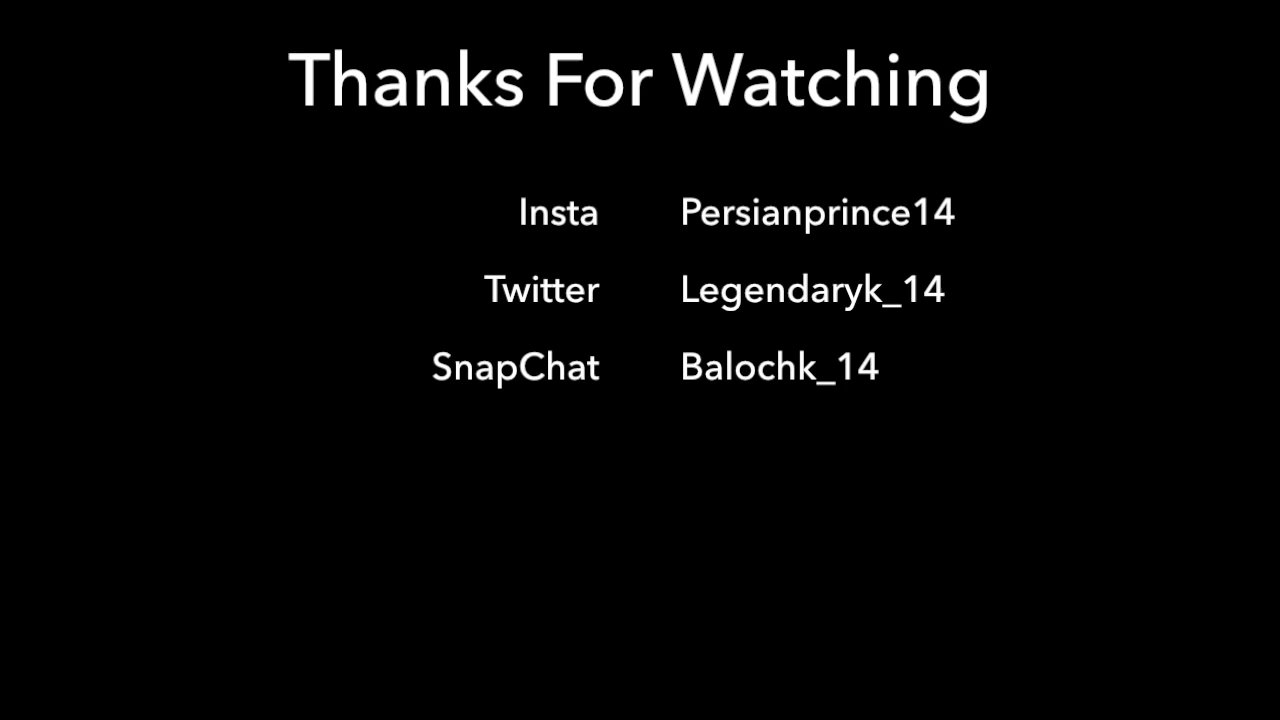 Thanks For Watching
Insta Persianprince14
Twitter Legendaryk_14
SnapChat Balochk_14